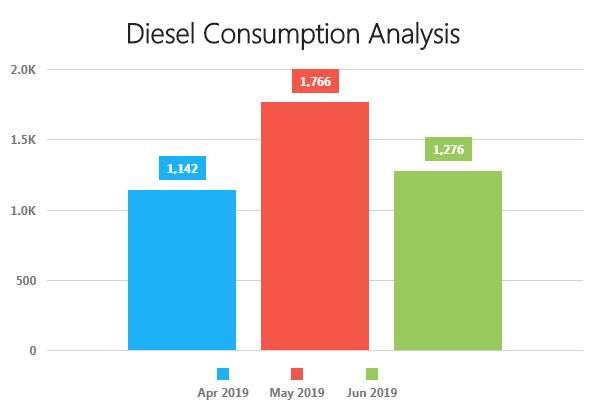 Diesel Consumption Analysis
2.0K
1,766
1.5K
1,276
1,142
1.0K
500
0
Apr 2019 May 2019 Jun 2019